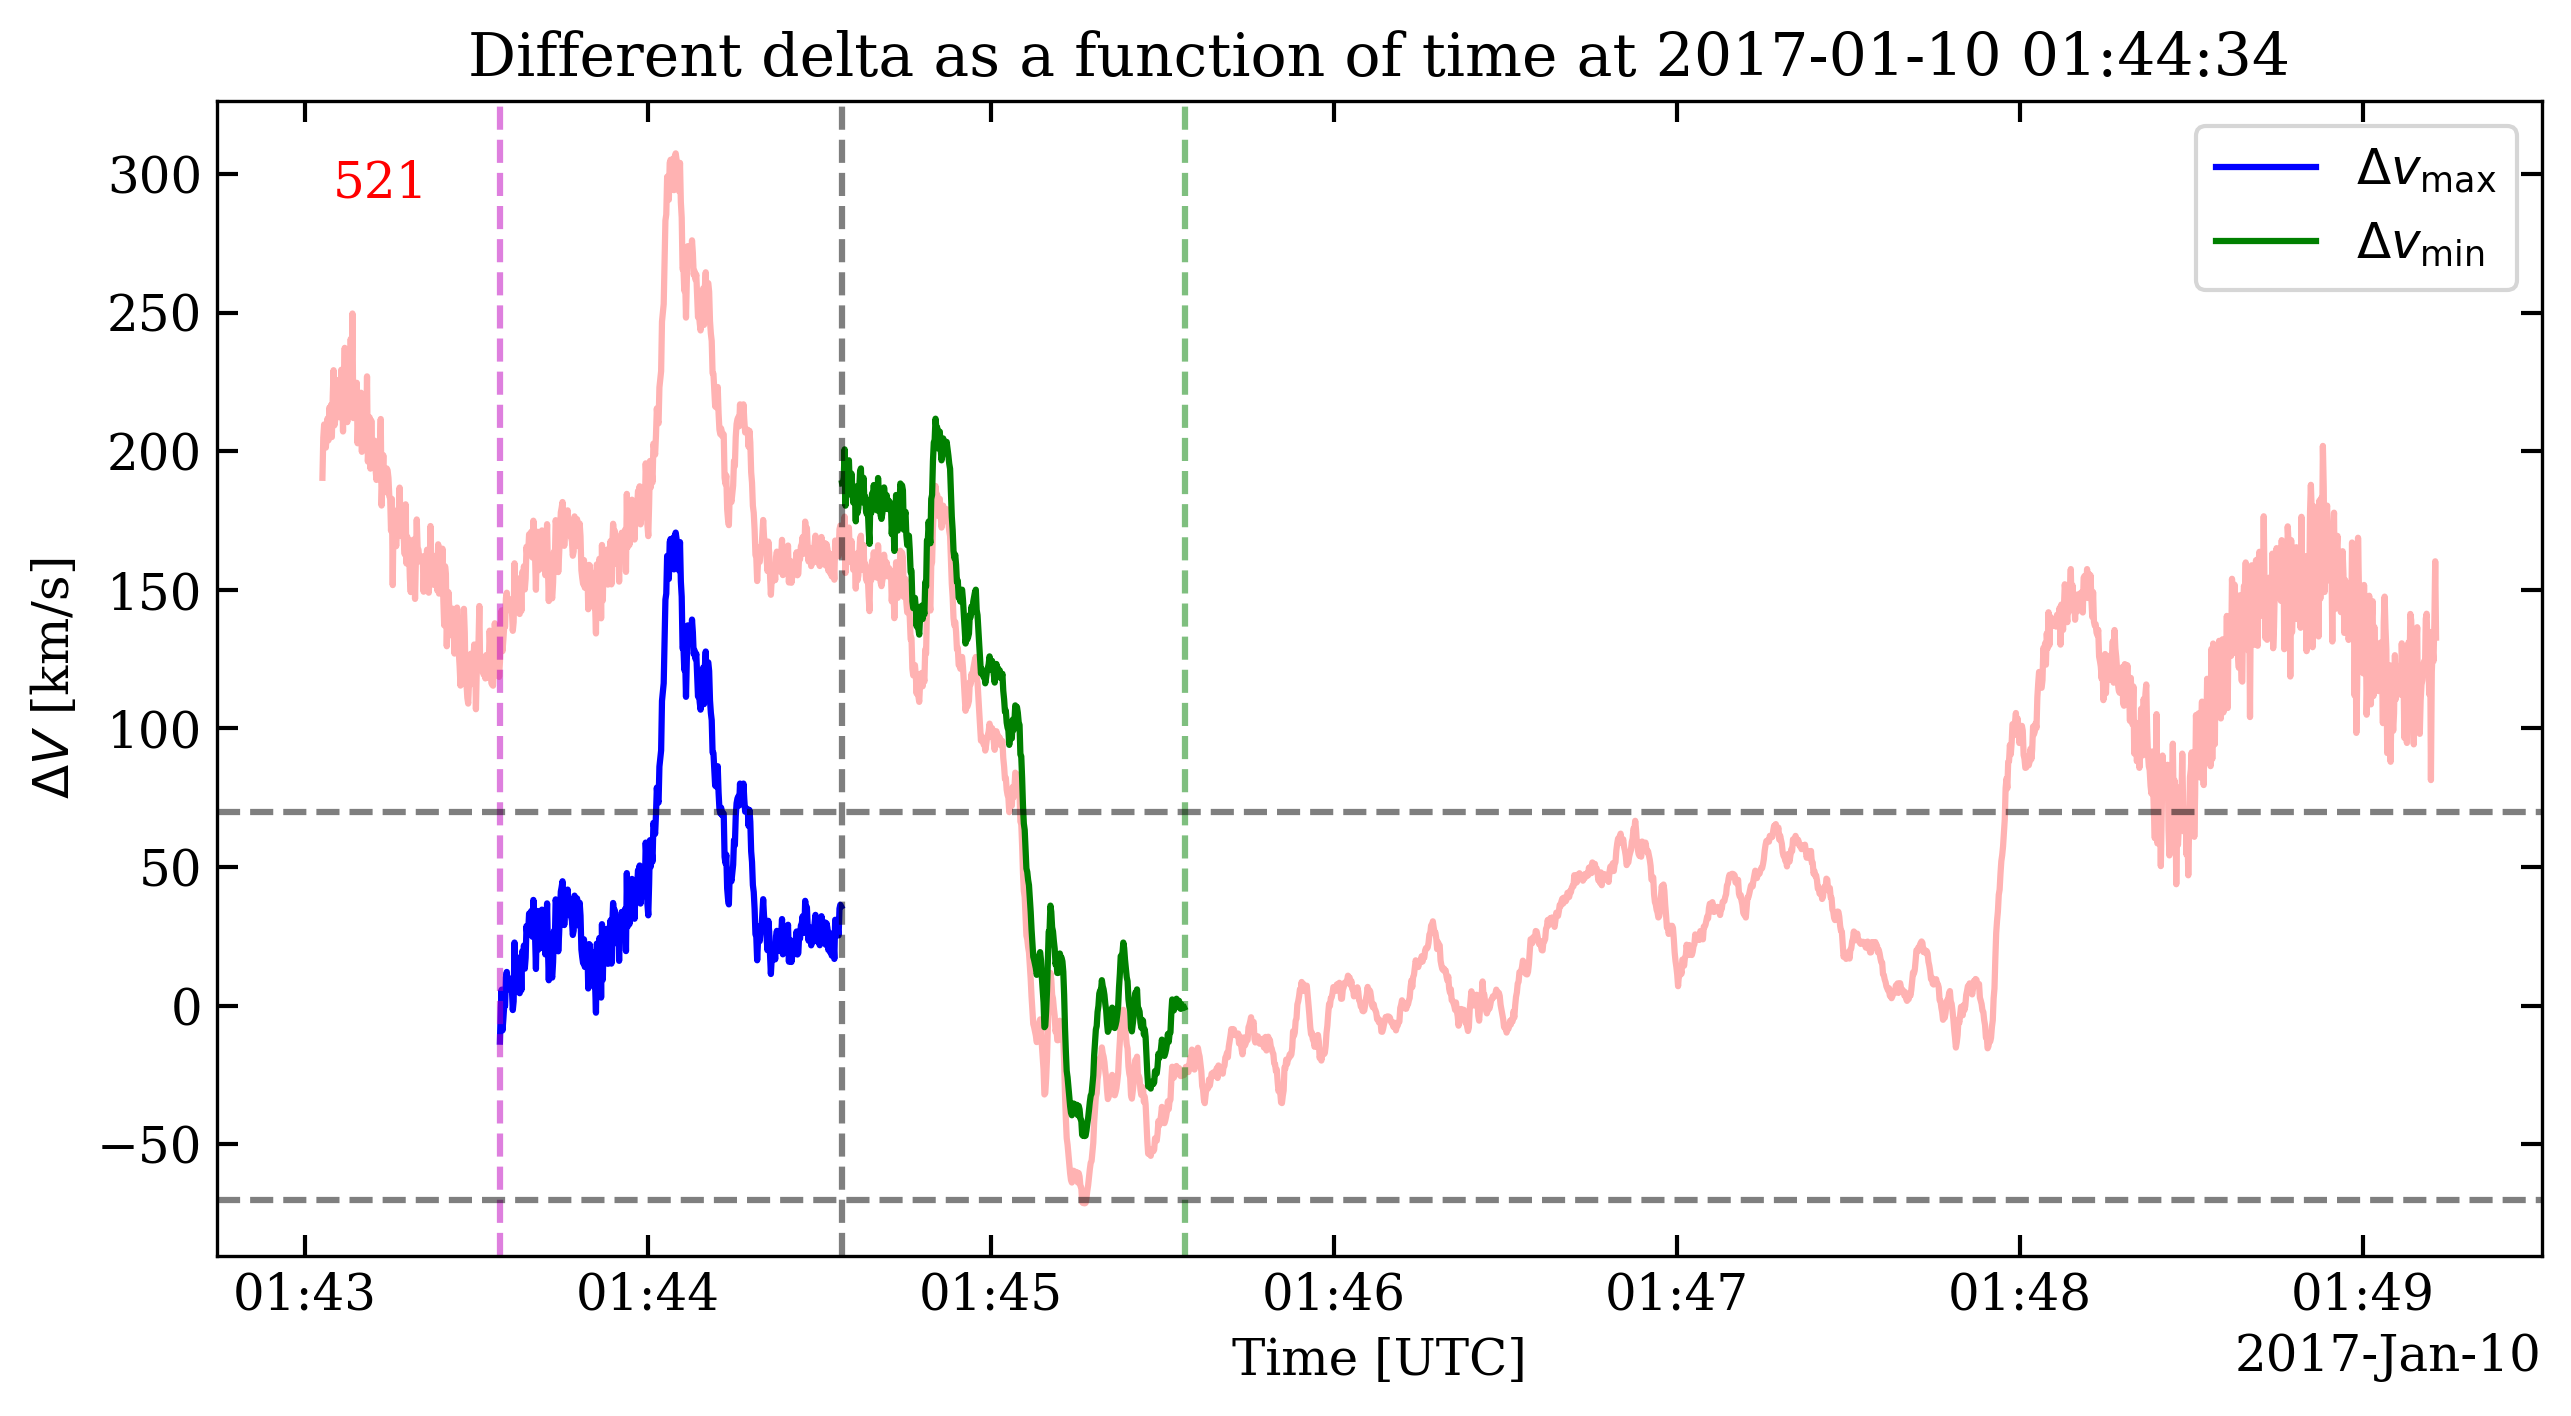 Different delta as a function of time at 2017-01-10 01:44:34
521
Δv_max
Δv_min
ΔV [km/s]
300
250
200
150
100
50
0
−50
01:43 01:44 01:45 01:46 01:47 01:48 01:49
Time [UTC]
2017-Jan-10